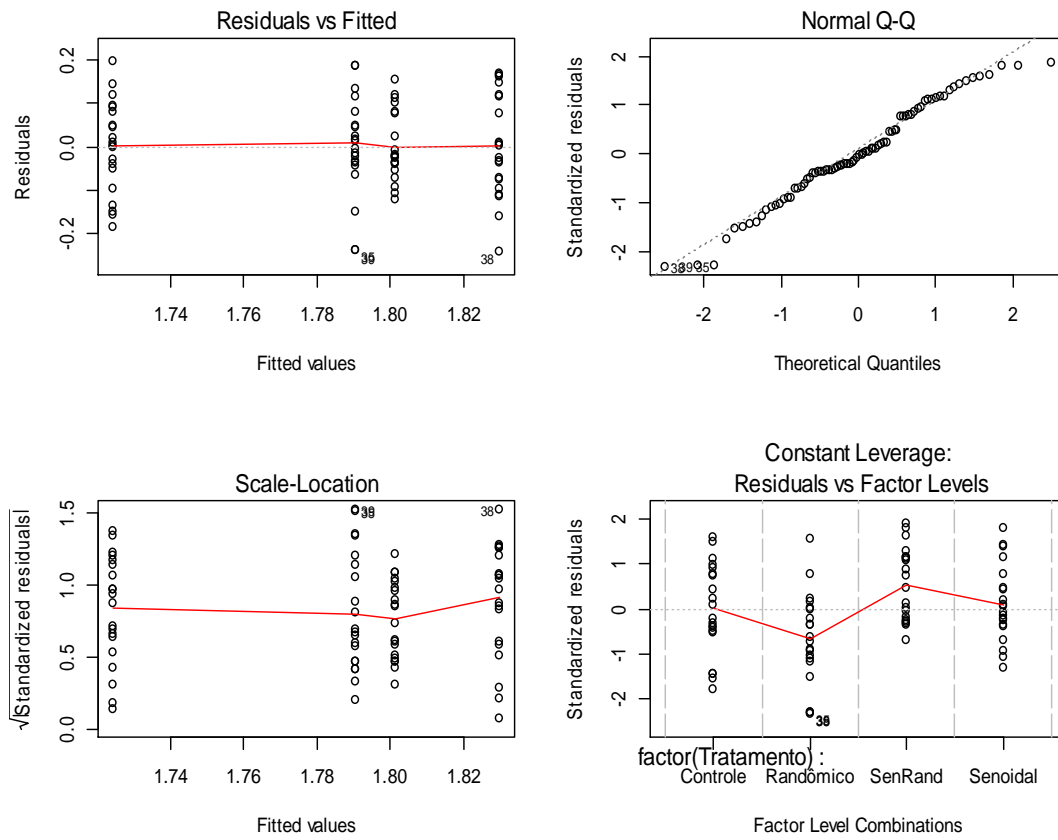 Residuals vs Fitted
Residuals
0.2
0.0
-0.2
38
1.74 1.76 1.78 1.80 1.82
Fitted values
Normal Q-Q
Standardized residuals
2
1
0
-1
-2
-2 -1 0 1 2
Theoretical Quantiles
Scale-Location
√|Standardized residuals|
1.5
1.0
0.5
0.0
38
1.74 1.76 1.78 1.80 1.82
Fitted values
Constant Leverage:
Residuals vs Factor Levels
Standardized residuals
2
1
0
-1
-2
factor(Tratamento) :
Controle Randômico SenRand Senoidal
Factor Level Combinations